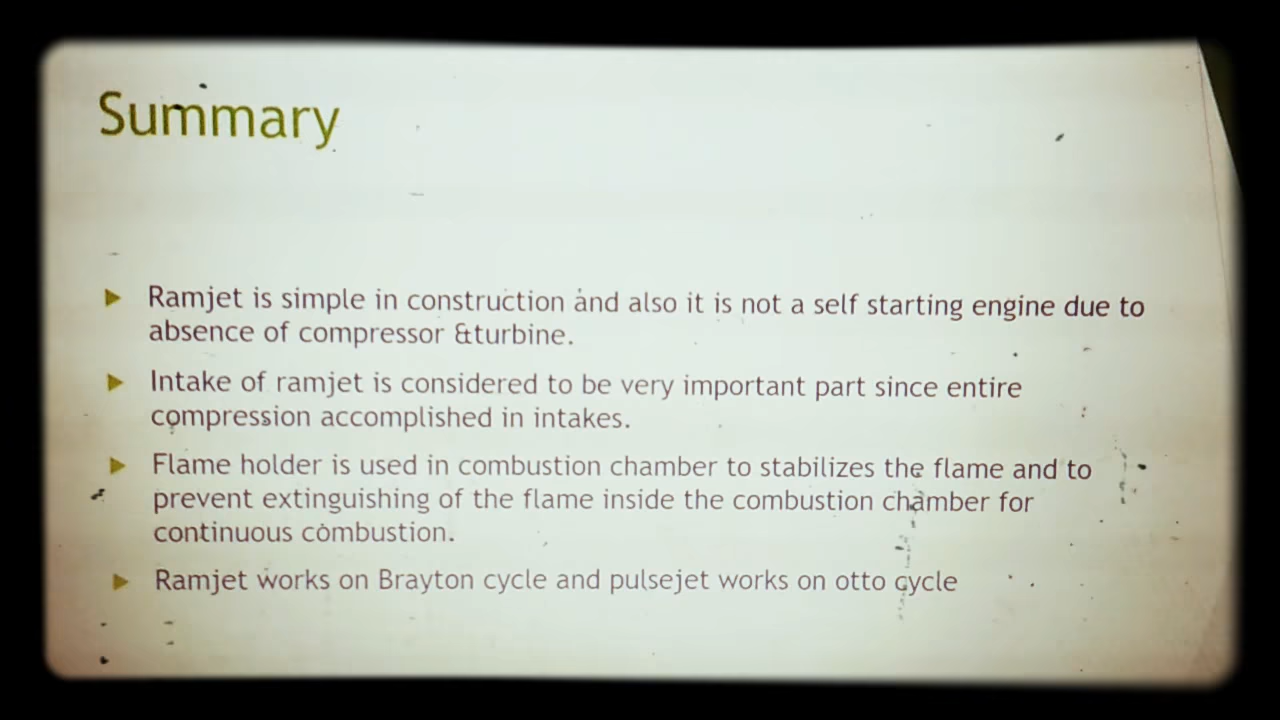 Summary
Ramjet is simple in construction and also it is not a self starting engine due to
absence of compressor &turbine.
Intake of ramjet is considered to be very important part since entire
compression accomplished in intakes.
Flame holder is used in combustion chamber to stabilizes the flame and to
prevent extinguishing of the flame inside the combustion chamber for
continuous combustion.
Ramjet works on Brayton cycle and pulsejet works on otto cycle